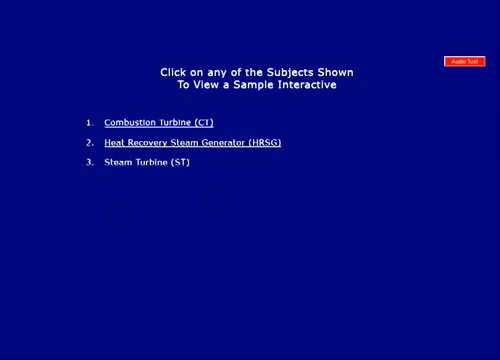 Audio Text
Click on any of the Subjects Shown
To View a Sample Interactive
1. Combustion Turbine (CT)
2. Heat Recovery Steam Generator (HRSG)
3. Steam Turbine (ST)